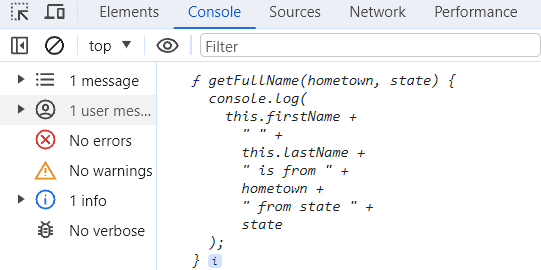 Elements Console Sources Network Performance
top Filter
1 message
1 user mes...
No errors
No warnings
1 info
No verbose
ƒ getFullName(hometown, state) {
console.log(
this.firstName +
" " +
this.lastName +
" is from " +
hometown +
" from state " +
state
);
} i